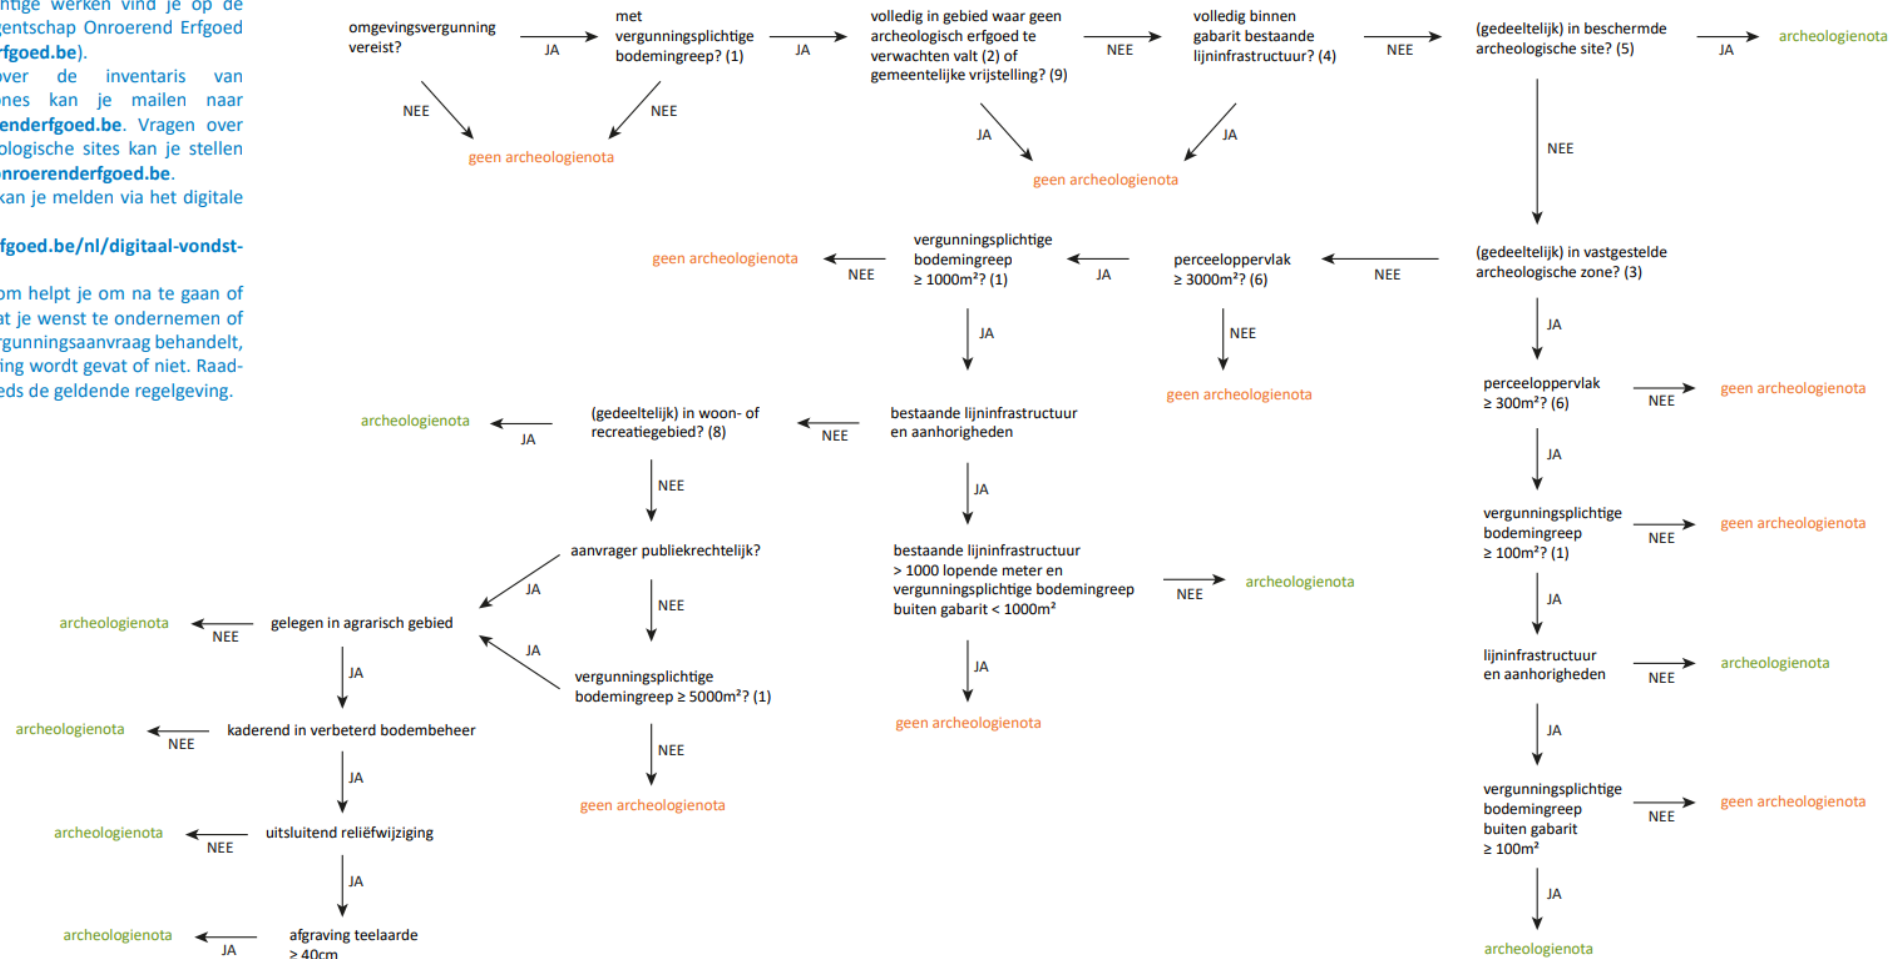 chtige werken vind je op de
gentschap Onroerend Erfgoed
rfgoed.be).
over de inventaris van
ones kan je mailen naar
enderfgoed.be. Vragen over
ologische sites kan je stellen
onroerenderfgoed.be.
kan je melden via het digitale
fgoed.be/nl/digitaal-vondst-
om helpt je om na te gaan of
at je wenst te ondernemen of
rgunningsaanvraag behandelt,
ing wordt gevat of niet. Raad-
eds de geldende regelgeving.
omgevingsvergunning
vereist?
JA
NEE
met
vergunningsplichtige
bodemingreep? (1)
JA
NEE
geen archeologienota
volledig in gebied waar geen
archeologisch erfgoed te
verwachten valt (2) of
gemeentelijke vrijstelling? (9)
NEE
JA
volledig binnen
gabarit bestaande
lijninfrastructuur? (4)
NEE
JA
geen archeologienota
(gedeeltelijk) in beschermde
archeologische site? (5)
JA
archeologienota
NEE
(gedeeltelijk) in vastgestelde
archeologische zone? (3)
NEE
perceeloppervlak
≥ 3000m²? (6)
JA
vergunningsplichtige
bodemingreep
≥ 1000m²? (1)
NEE
geen archeologienota
JA
NEE
geen archeologienota
JA
perceeloppervlak
≥ 300m²? (6)
NEE
geen archeologienota
JA
vergunningsplichtige
bodemingreep
≥ 100m²? (1)
NEE
geen archeologienota
JA
lijninfrastructuur
en aanhorigheden
NEE
archeologienota
JA
vergunningsplichtige
bodemingreep
buiten gabarit
≥ 100m²
NEE
geen archeologienota
JA
archeologienota
bestaande lijninfrastructuur
en aanhorigheden
NEE
(gedeeltelijk) in woon- of
recreatiegebied? (8)
JA
archeologienota
JA
bestaande lijninfrastructuur
> 1000 lopende meter en
vergunningsplichtige bodemingreep
buiten gabarit < 1000m²
NEE
archeologienota
JA
geen archeologienota
NEE
aanvrager publiekrechtelijk?
JA
NEE
vergunningsplichtige
bodemingreep ≥ 5000m²? (1)
JA
NEE
geen archeologienota
gelegen in agrarisch gebied
NEE
archeologienota
JA
kaderend in verbeterd bodembeheer
NEE
archeologienota
JA
uitsluitend reliëfwijziging
NEE
archeologienota
JA
afgraving teelaarde
≥ 40cm
JA
archeologienota